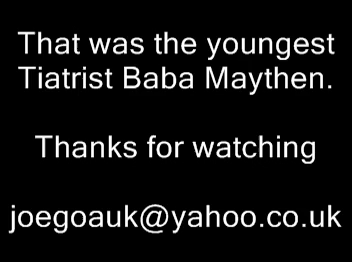 That was the youngest
Tiatrist Baba Maythen.
Thanks for watching
joegoauk@yahoo.co.uk